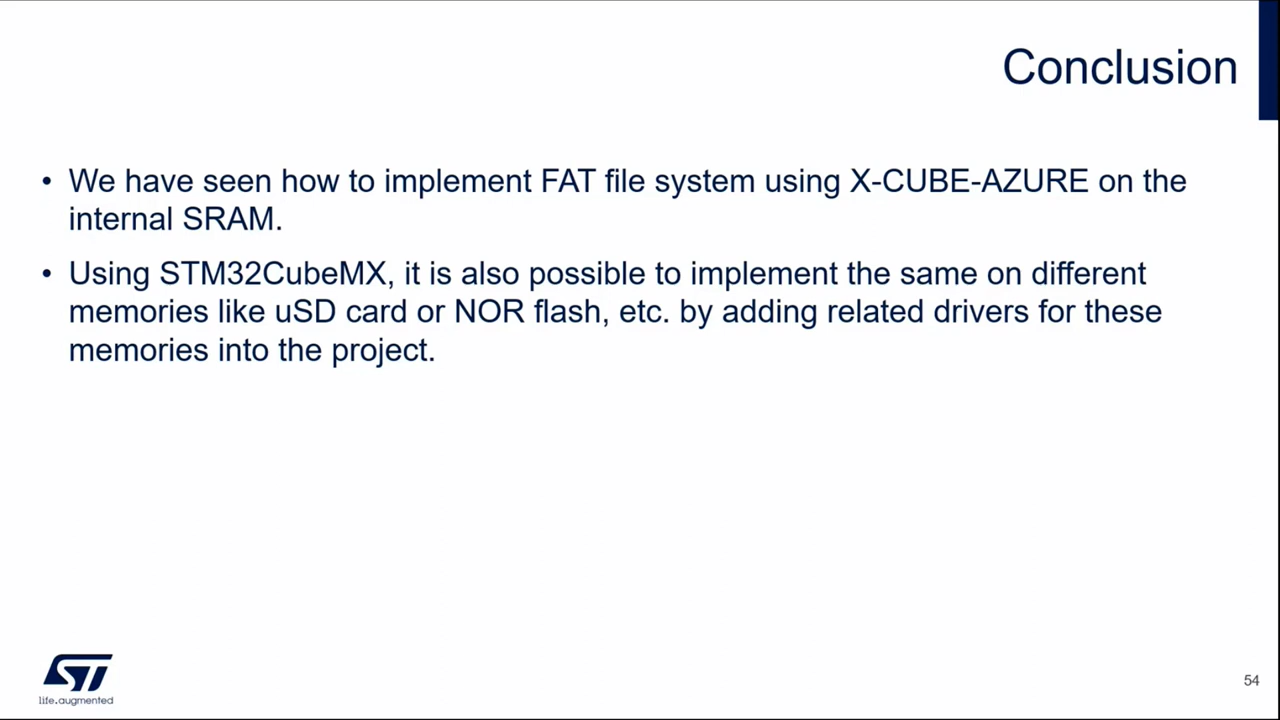 Conclusion
• We have seen how to implement FAT file system using X-CUBE-AZURE on the
internal SRAM.
• Using STM32CubeMX, it is also possible to implement the same on different
memories like uSD card or NOR flash, etc. by adding related drivers for these
memories into the project.
ST
life.augmented
54